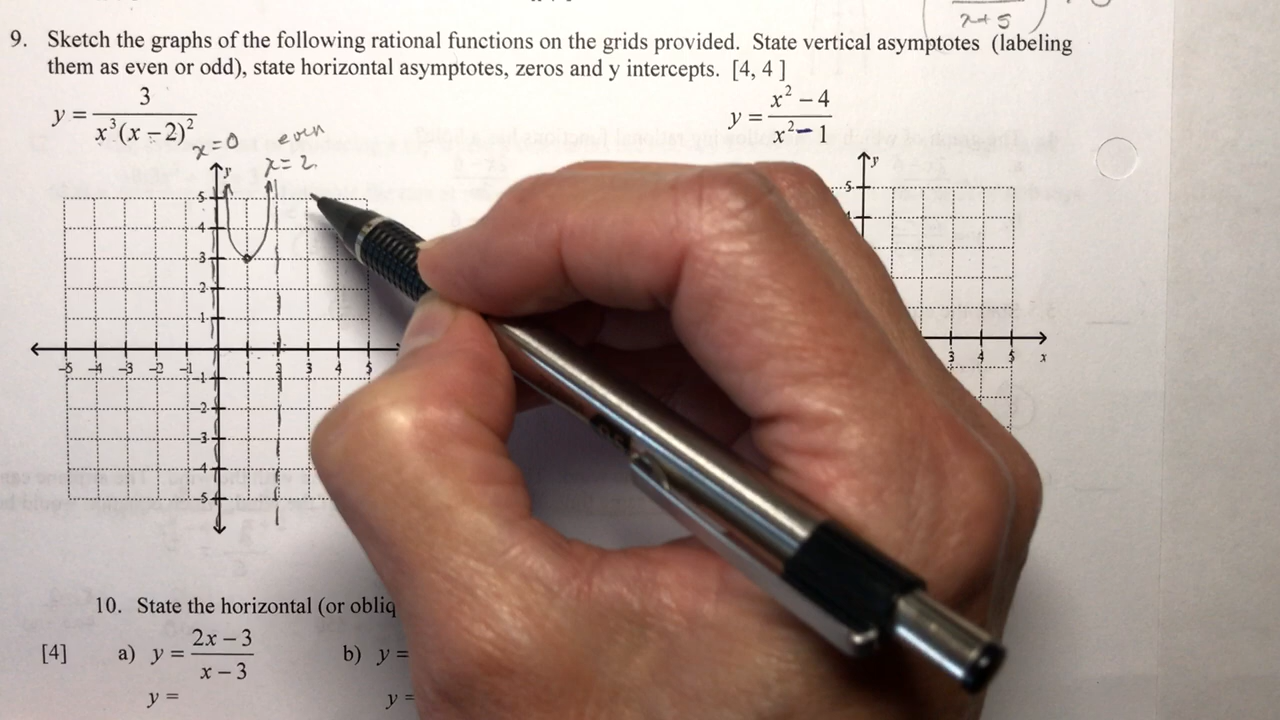 x+5
9. Sketch the graphs of the following rational functions on the grids provided. State vertical asymptotes (labeling
them as even or odd), state horizontal asymptotes, zeros and y intercepts. [4, 4 ]
y = 3 / x³(x – 2)²
y = x² – 4 / x² – 1
x=0 even
x=2
y
5
4
3
2
1
-5 -4 -3 -2 -1 1 2 3 4 5
-1
-2
-3
-4
-5
y
5
3 4 5 x
10. State the horizontal (or obliq
[4] a) y = 2x – 3 / x – 3 b) y =
y = y =